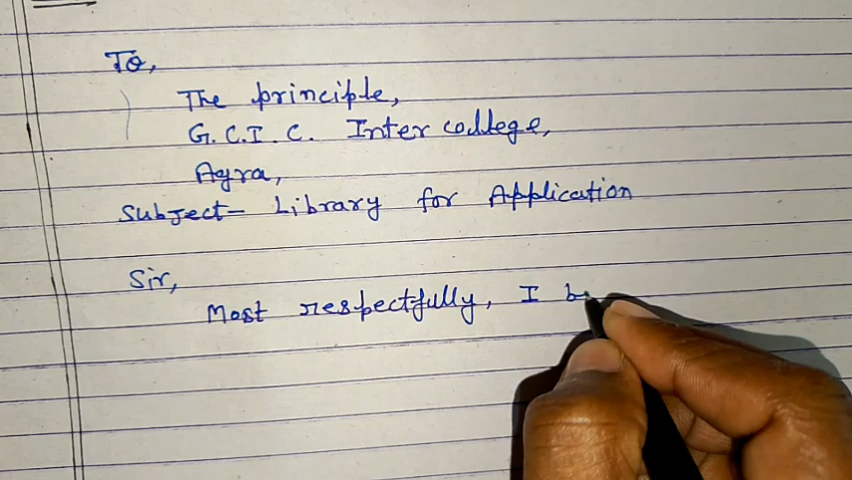 To,
The principle,
G.C.I.C. Inter college,
Agra,
Subject- Library for Application
Sir,
Most respectfully, I b